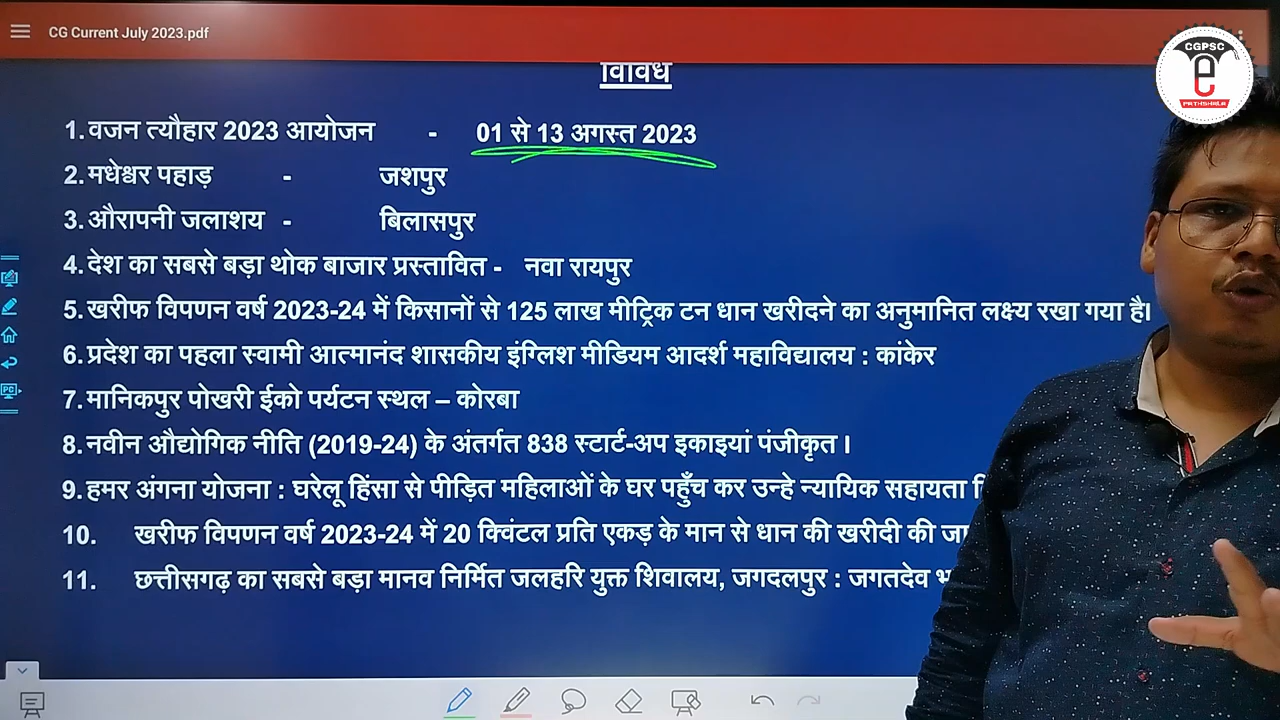 CG Current July 2023.pdf
CGPSC
e
PATHSHALA
विविध
1. वजन त्यौहार 2023 आयोजन - 01 से 13 अगस्त 2023
2. मधेश्वर पहाड़ - जशपुर
3. औरापनी जलाशय - बिलासपुर
4. देश का सबसे बड़ा थोक बाजार प्रस्तावित - नवा रायपुर
5. खरीफ विपणन वर्ष 2023-24 में किसानों से 125 लाख मीट्रिक टन धान खरीदने का अनुमानित लक्ष्य रखा गया है।
6. प्रदेश का पहला स्वामी आत्मानंद शासकीय इंग्लिश मीडियम आदर्श महाविद्यालय : कांकेर
7. मानिकपुर पोखरी ईको पर्यटन स्थल – कोरबा
8. नवीन औद्योगिक नीति (2019-24) के अंतर्गत 838 स्टार्ट-अप इकाइयां पंजीकृत।
9. हमर अंगना योजना : घरेलू हिंसा से पीड़ित महिलाओं के घर पहुँच कर उन्हे न्यायिक सहायता
10. खरीफ विपणन वर्ष 2023-24 में 20 क्विंटल प्रति एकड़ के मान से धान की खरीदी की
11. छत्तीसगढ़ का सबसे बड़ा मानव निर्मित जलहरि युक्त शिवालय, जगदलपुर : जगतदेव
PC